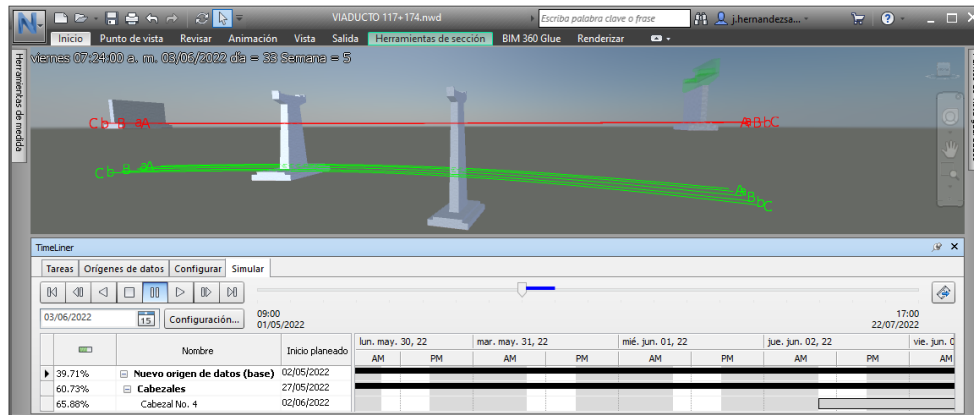 VIADUCTO 117+174.nwd
Escriba palabra clave o frase
j.hernandezsa...
Inicio Punto de vista Revisar Animación Vista Salida Herramientas de sección BIM 360 Glue Renderizar
Herramientas de medida
viernes 07:24:00 a. m. 03/06/2022 día = 33 Semana = 5
C b B aA
AaBbC
C b B aA
A aB bC
TimeLiner
Tareas Orígenes de datos Configurar Simular
03/06/2022 15 Configuración...
09:00
01/05/2022
17:00
22/07/2022
Nombre Inicio planeado
lun. may. 30, 22 mar. may. 31, 22 mié. jun. 01, 22 jue. jun. 02, 22 vie. jun. 0
AM PM AM PM AM PM AM PM AM
39.71% Nuevo origen de datos (base) 02/05/2022
60.73% Cabezales 27/05/2022
65.88% Cabezal No. 4 02/06/2022